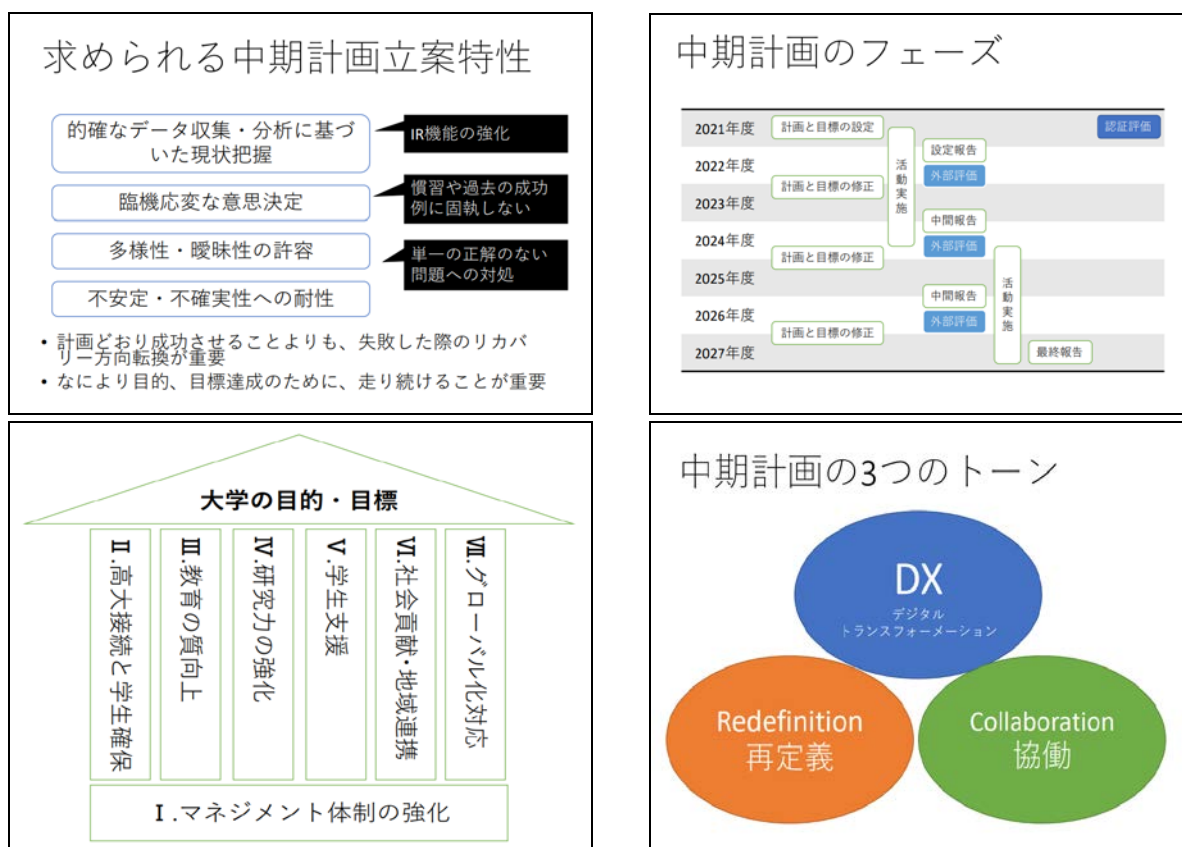 求められる中期計画立案特性
的確なデータ収集・分析に基づ
いた現状把握
IR機能の強化
臨機応変な意思決定
慣習や過去の成功
例に固執しない
多様性・曖昧性の許容
単一の正解のない
問題への対処
不安定・不確実性への耐性
• 計画どおり成功させることよりも、失敗した際のリカバ
リー方向転換が重要
• なにより目的、目標達成のために、走り続けることが重要
中期計画のフェーズ
2021年度
計画と目標の設定
認証評価
2022年度
設定報告
外部評価
計画と目標の修正
活動実施
2023年度
中間報告
2024年度
外部評価
計画と目標の修正
2025年度
活動実施
中間報告
2026年度
外部評価
計画と目標の修正
2027年度
最終報告
大学の目的・目標
Ⅱ.高大接続と学生確保
Ⅲ.教育の質向上
Ⅳ.研究力の強化
Ⅴ.学生支援
Ⅵ.社会貢献・地域連携
Ⅶ.グローバル化対応
Ⅰ.マネジメント体制の強化
中期計画の3つのトーン
DX
デジタル
トランスフォーメーション
Redefinition
再定義
Collaboration
協働